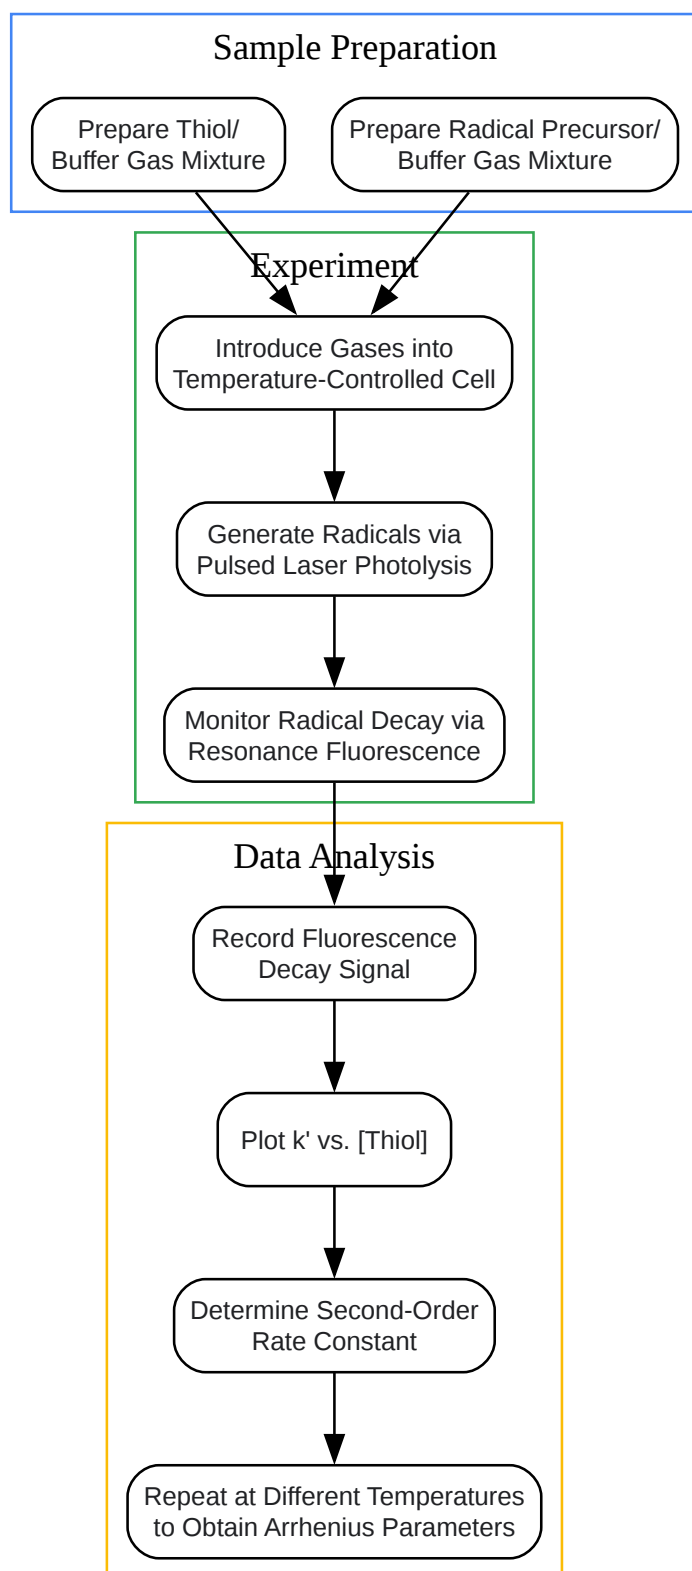 Sample Preparation
Prepare Thiol/
Buffer Gas Mixture
Prepare Radical Precursor/
Buffer Gas Mixture
Experiment
Introduce Gases into
Temperature-Controlled Cell
Generate Radicals via
Pulsed Laser Photolysis
Monitor Radical Decay via
Resonance Fluorescence
Data Analysis
Record Fluorescence
Decay Signal
Plot k' vs. [Thiol]
Determine Second-Order
Rate Constant
Repeat at Different Temperatures
to Obtain Arrhenius Parameters